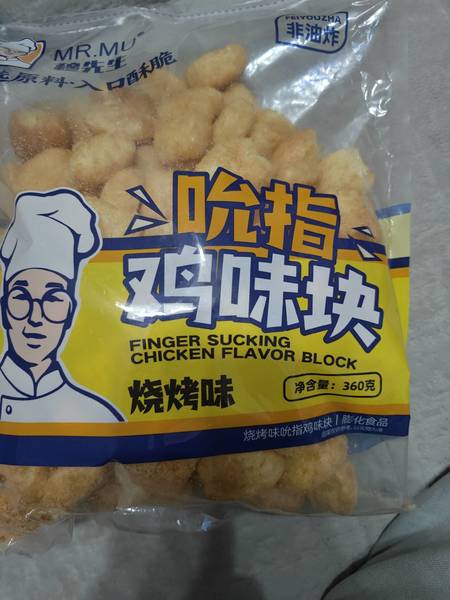 FEIYOUZHA
非油炸
MR.MU
穆先生
选原料·入口酥脆
吮指
鸡味块
FINGER SUCKING
CHICKEN FLAVOR BLOCK
烧烤味
净含量：360克
烧烤味吮指鸡味块 | 膨化食品